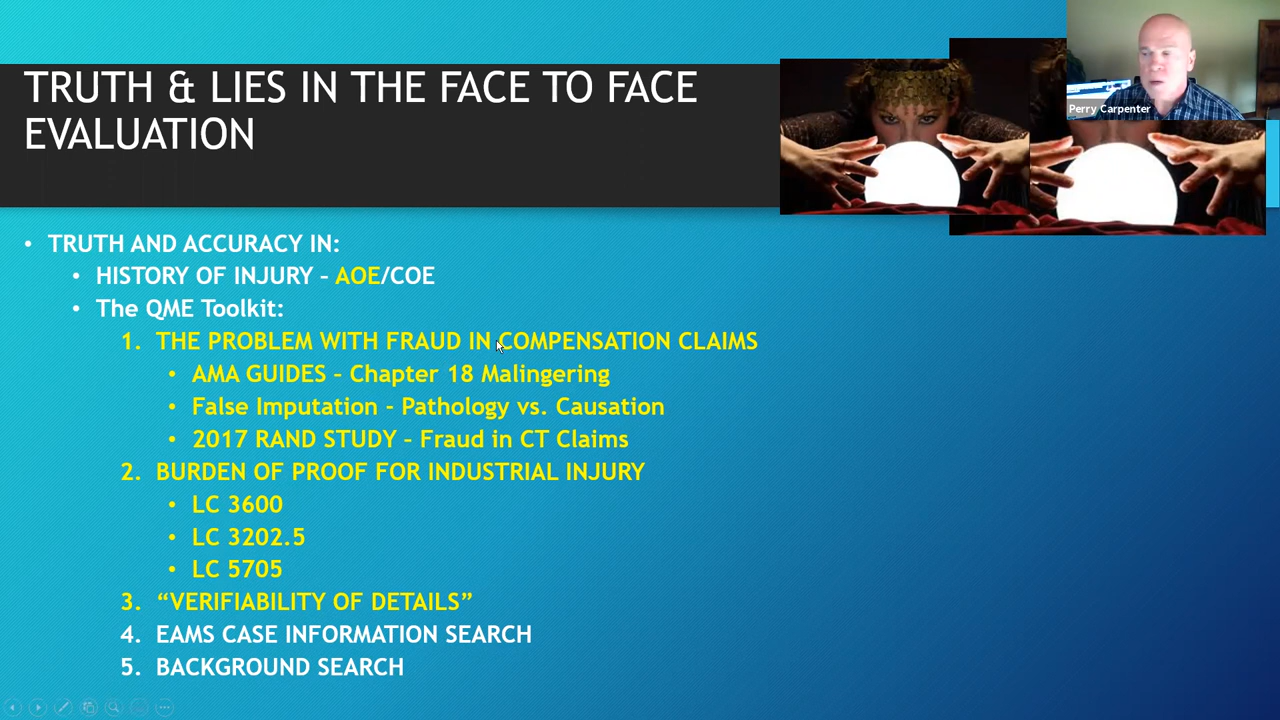 TRUTH & LIES IN THE FACE TO FACE
EVALUATION
Perry Carpenter
• TRUTH AND ACCURACY IN:
• HISTORY OF INJURY – AOE/COE
• The QME Toolkit:
1. THE PROBLEM WITH FRAUD IN COMPENSATION CLAIMS
• AMA GUIDES – Chapter 18 Malingering
• False Imputation - Pathology vs. Causation
• 2017 RAND STUDY – Fraud in CT Claims
2. BURDEN OF PROOF FOR INDUSTRIAL INJURY
• LC 3600
• LC 3202.5
• LC 5705
3. “VERIFIABILITY OF DETAILS”
4. EAMS CASE INFORMATION SEARCH
5. BACKGROUND SEARCH